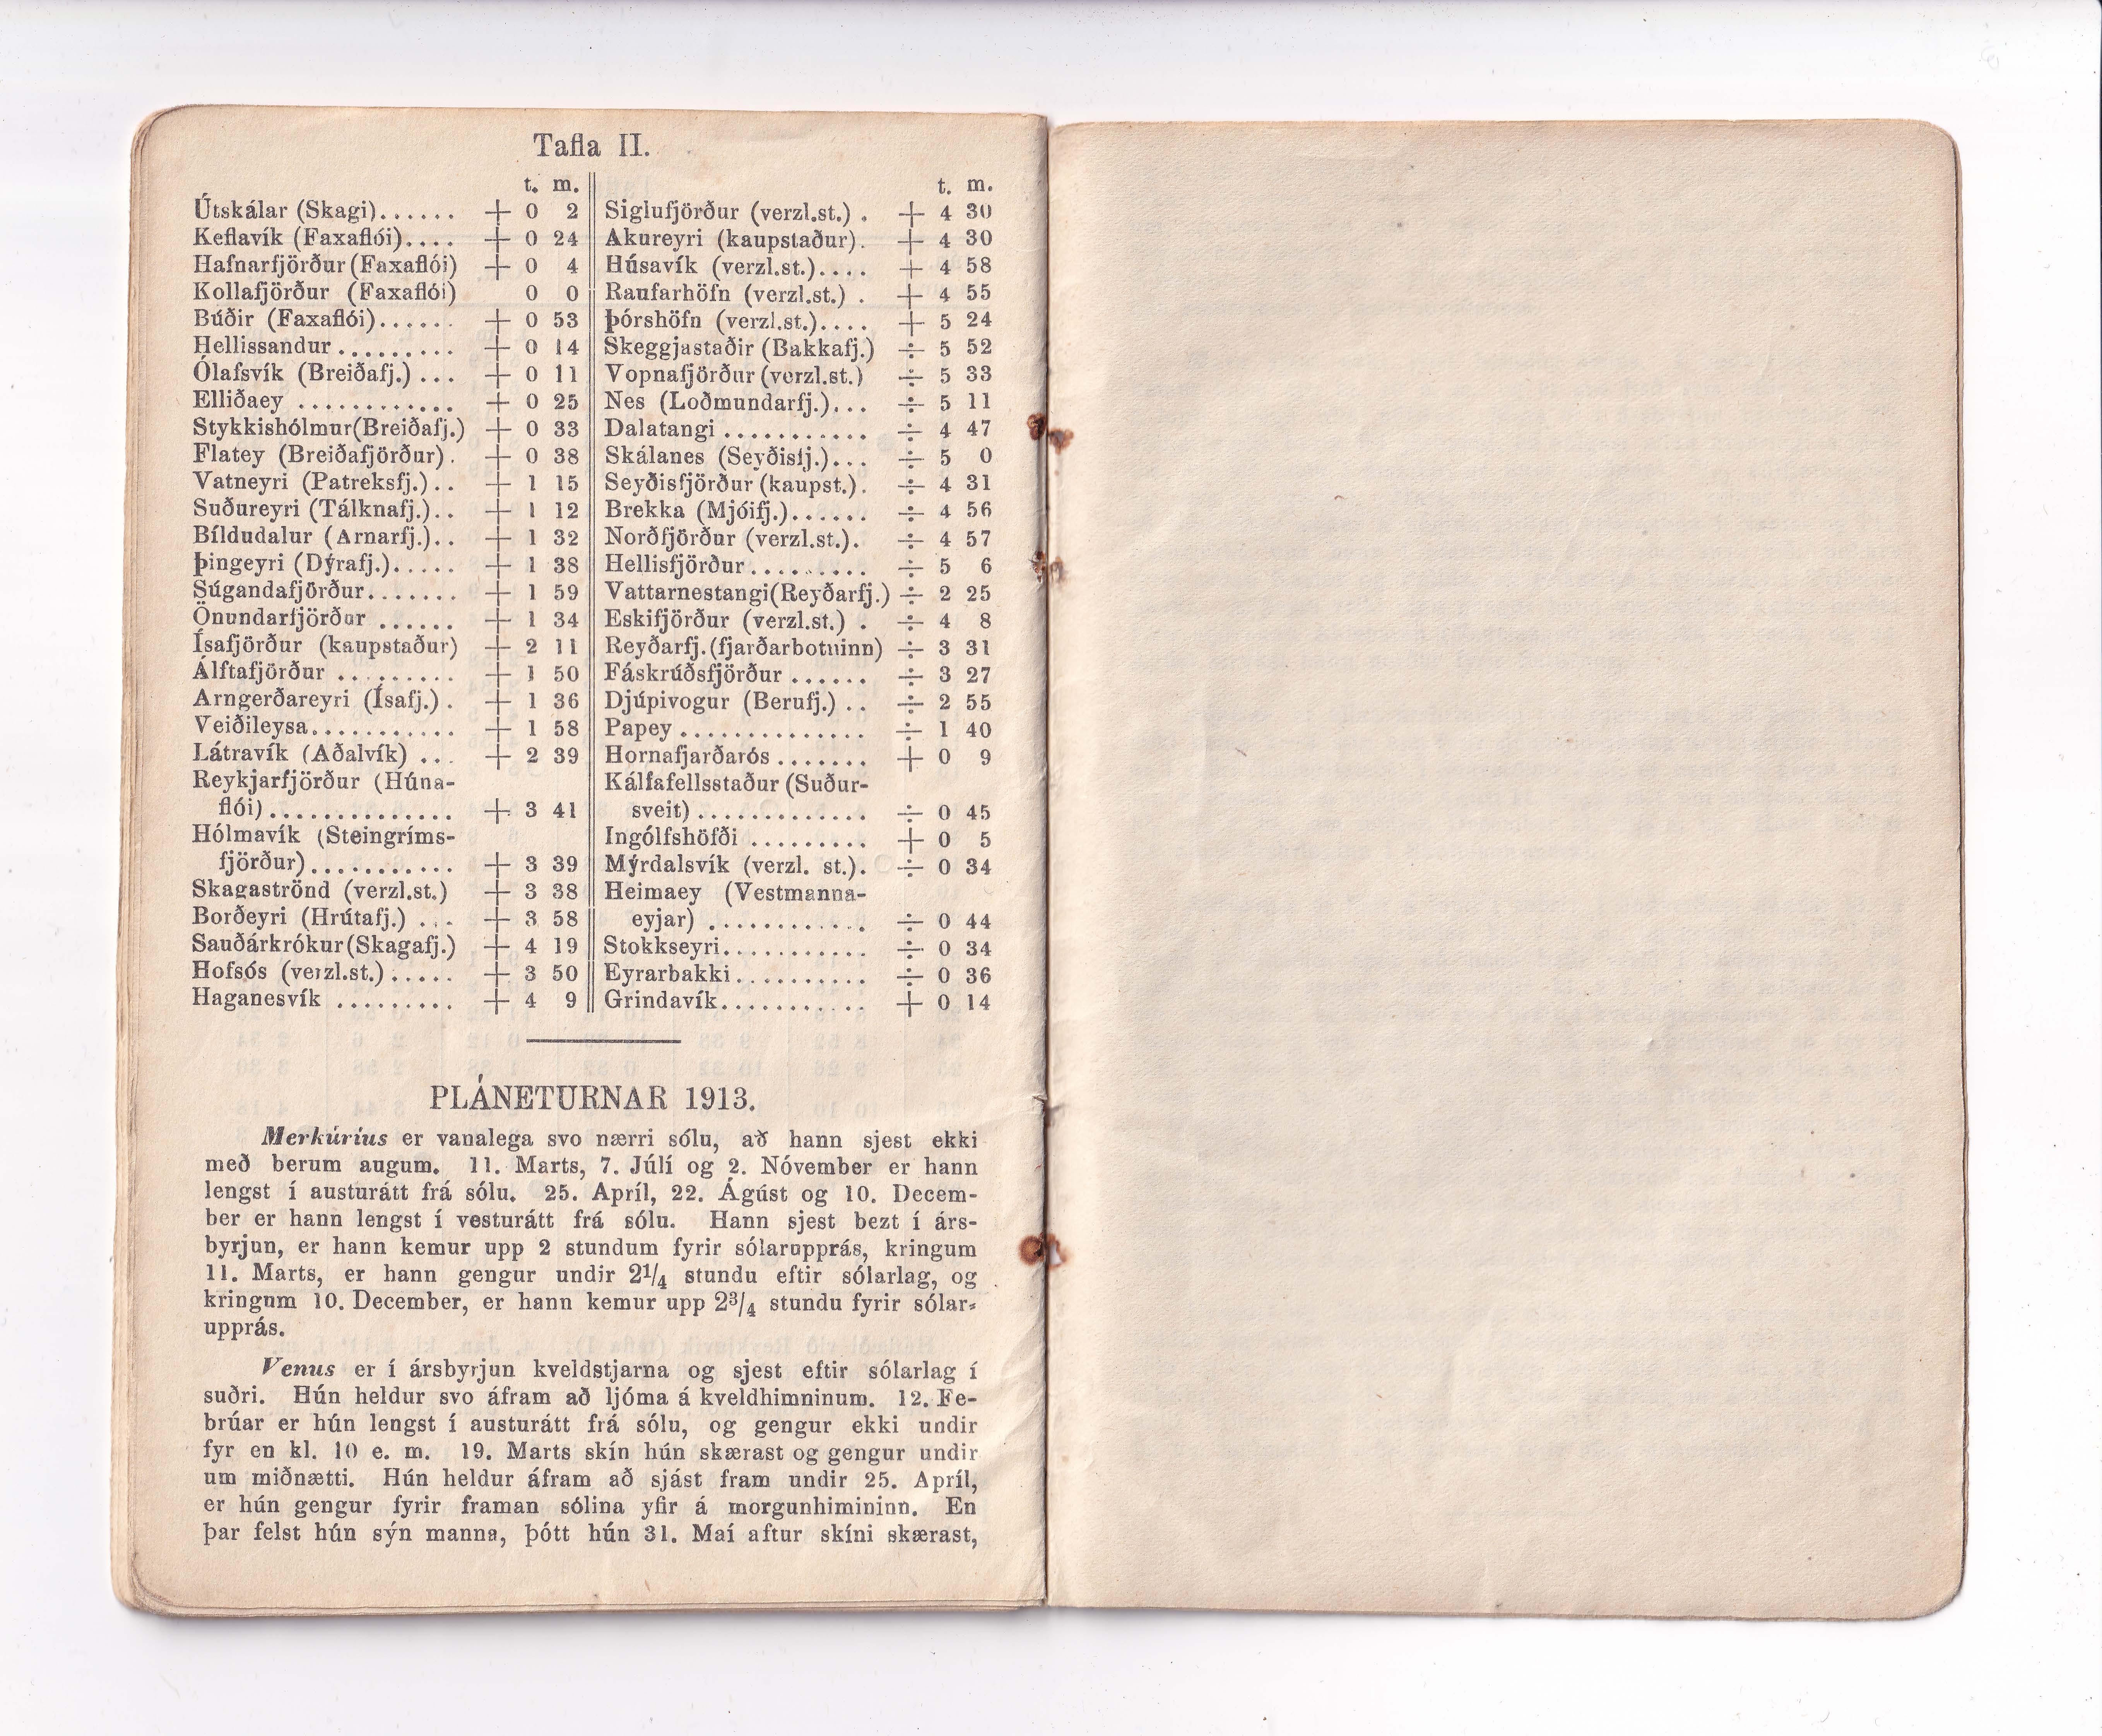 Tafla II.
t. m.
Útskálar (Skagi)...... + 0 2
Keflavík (Faxaflói).... + 0 24
Hafnarfjörður (Faxaflói) + 0 4
Kollafjörður (Faxaflói) 0 0
Búðir (Faxaflói)...... + 0 53
Hellissandur ......... + 0 14
Ólafsvík (Breiðafj.) ... + 0 11
Elliðaey ............ + 0 25
Stykkishólmur(Breiðafj.) + 0 33
Flatey (Breiðafjörður). + 0 38
Vatneyri (Patreksfj.).. + 1 15
Suðureyri (Tálknafj.).. + 1 12
Bíldudalur (Arnarfj.).. + 1 32
Þingeyri (Dýrafj.)..... + 1 38
Súgandafjörður....... + 1 59
Önundarfjörður ...... + 1 34
Ísafjörður (kaupstaður) + 2 11
Álftafjörður ......... + 1 50
Arngerðareyri (Ísafj.) . + 1 36
Veiðileysa........... + 1 58
Látravík (Aðalvík) ... + 2 39
Reykjarfjörður (Húna-
flói).............. + 3 41
Hólmavík (Steingríms-
fjörður)........... + 3 39
Skagaströnd (verzl.st.) + 3 38
Borðeyri (Hrútafj.) ... + 3 58
Sauðárkrókur (Skagafj.) + 4 19
Hofsós (verzl.st.) ..... + 3 50
Haganesvík ......... + 4 9
t. m.
Siglufjörður (verzl.st.) . + 4 30
Akureyri (kaupstaður). + 4 30
Húsavík (verzl.st.).... + 4 58
Raufarhöfn (verzl.st.) . + 4 55
Þórshöfn (verzl.st.).... + 5 24
Skeggjastaðir (Bakkafj.) ÷ 5 52
Vopnafjörður (verzl.st.) ÷ 5 33
Nes (Loðmundarfj.)... ÷ 5 11
Dalatangi ........... ÷ 4 47
Skálanes (Seyðisfj.)... ÷ 5 0
Seyðisfjörður (kaupst.). ÷ 4 31
Brekka (Mjóifj.)...... ÷ 4 56
Norðfjörður (verzl.st.). ÷ 4 57
Hellisfjörður......... ÷ 5 6
Vattarnestangi(Reyðarfj.) ÷ 2 25
Eskifjörður (verzl.st.) . ÷ 4 8
Reyðarfj. (fjarðarbotninn) ÷ 3 31
Fáskrúðsfjörður ...... ÷ 3 27
Djúpivogur (Berufj.) .. ÷ 2 55
Papey .............. ÷ 1 40
Hornafjarðarós ....... + 0 9
Kálfafellsstaður (Suður-
sveit) ............. ÷ 0 45
Ingólfshöfði ......... + 0 5
Mýrdalsvík (verzl. st.). ÷ 0 34
Heimaey (Vestmanna-
eyjar) ............ ÷ 0 44
Stokkseyri........... ÷ 0 34
Eyrarbakki.......... ÷ 0 36
Grindavík........... + 0 14
PLÁNETURNAR 1913.
Merkúríus er vanalega svo nærri sólu, að hann sjest ekki
með berum augum. 11. Marts, 7. Júlí og 2. Nóvember er hann
lengst í austurátt frá sólu. 25. Apríl, 22. Ágúst og 10. Decem-
ber er hann lengst í vesturátt frá sólu. Hann sjest bezt í árs-
byrjun, er hann kemur upp 2 stundum fyrir sólarupprás, kringum
11. Marts, er hann gengur undir 2¹/₄ stundu eftir sólarlag, og
kringum 10. December, er hann kemur upp 2³/₄ stundu fyrir sólar-
upprás.
Venus er í ársbyrjun kveldstjarna og sjest eftir sólarlag í
suðri. Hún heldur svo áfram að ljóma á kveldhimninum. 12. Fe-
brúar er hún lengst í austurátt frá sólu, og gengur ekki undir
fyr en kl. 10 e. m. 19. Marts skín hún skærast og gengur undir
um miðnætti. Hún heldur áfram að sjást fram undir 25. Apríl,
er hún gengur fyrir framan sólina yfir á morgunhimininn. En
þar felst hún sýn manna, þótt hún 31. Maí aftur skíni skærast,